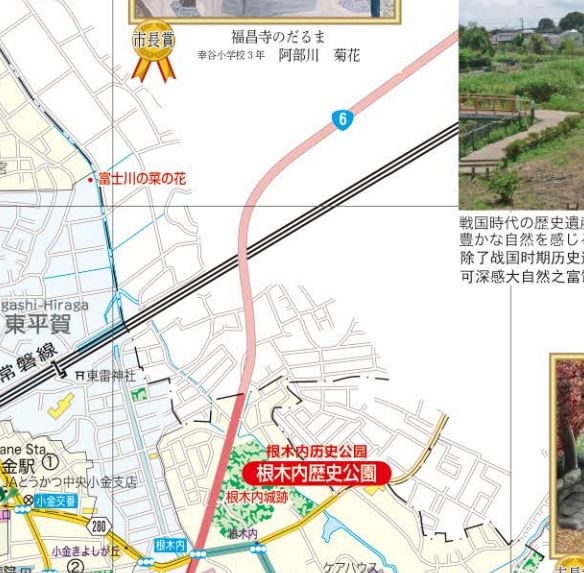 市長賞
福昌寺のだるま
幸谷小学校3年 阿部川 菊花
6
富士川の菜の花
戦国時代の歴史遺産
豊かな自然を感じ
除了战国时期历史
可深感大自然之富
gashi-Hiraga
東平賀
常磐線
東雷神社
ane Sta.
金駅
①
JAとうかつ中央小金支店
小金交番
280
小金きよしが丘
②
根木内
根木内历史公园
根木内歴史公園
根木内城跡
根木内
ケアハウス